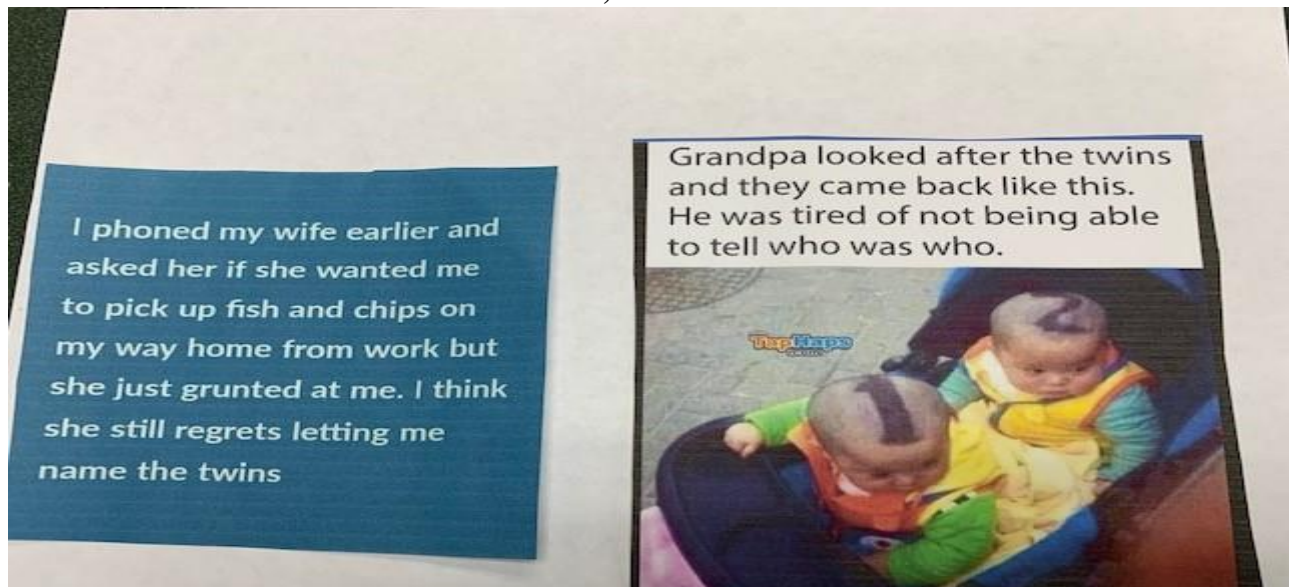 I phoned my wife earlier and
asked her if she wanted me
to pick up fish and chips on
my way home from work but
she just grunted at me. I think
she still regrets letting me
name the twins
Grandpa looked after the twins
and they came back like this.
He was tired of not being able
to tell who was who.
TapHaps
1
2